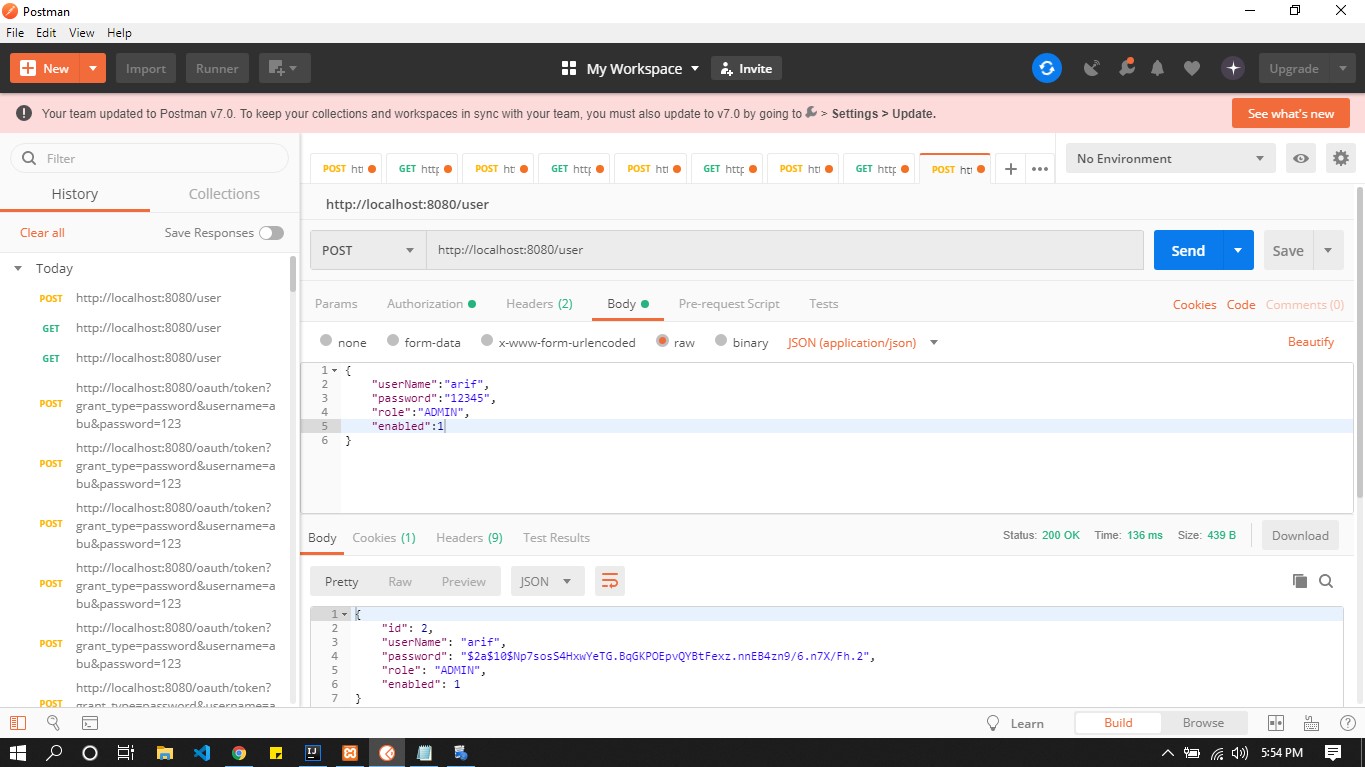 Postman
File Edit View Help
New Import Runner My Workspace Invite Upgrade
Your team updated to Postman v7.0. To keep your collections and workspaces in sync with your team, you must also update to v7.0 by going to > Settings > Update. See what's new
Filter
History Collections
Clear all Save Responses
Today
POST http://localhost:8080/user
GET http://localhost:8080/user
GET http://localhost:8080/user
POST http://localhost:8080/oauth/token?
grant_type=password&username=a
bu&password=123
POST http://localhost:8080/oauth/token?
grant_type=password&username=a
bu&password=123
POST http://localhost:8080/oauth/token?
grant_type=password&username=a
bu&password=123
POST http://localhost:8080/oauth/token?
grant_type=password&username=a
bu&password=123
POST http://localhost:8080/oauth/token?
grant_type=password&username=a
bu&password=123
POST http://localhost:8080/oauth/token?
grant_type=password&username=a
POST htt GET http POST htt GET http POST htt GET http POST htt GET http POST htt
No Environment
http://localhost:8080/user
POST http://localhost:8080/user Send Save
Params Authorization Headers (2) Body Pre-request Script Tests Cookies Code Comments (0)
none form-data x-www-form-urlencoded raw binary JSON (application/json) Beautify
1 {
2 "userName":"arif",
3 "password":"12345",
4 "role":"ADMIN",
5 "enabled":1
6 }
Body Cookies (1) Headers (9) Test Results Status: 200 OK Time: 136 ms Size: 439 B Download
Pretty Raw Preview JSON
1 {
2 "id": 2,
3 "userName": "arif",
4 "password": "$2a$10$Np7sosS4HxwYeTG.BqGKPOEpvQYBtFexz.nnEB4zn9/6.n7X/Fh.2",
5 "role": "ADMIN",
6 "enabled": 1
7 }
Learn Build Browse
5:54 PM